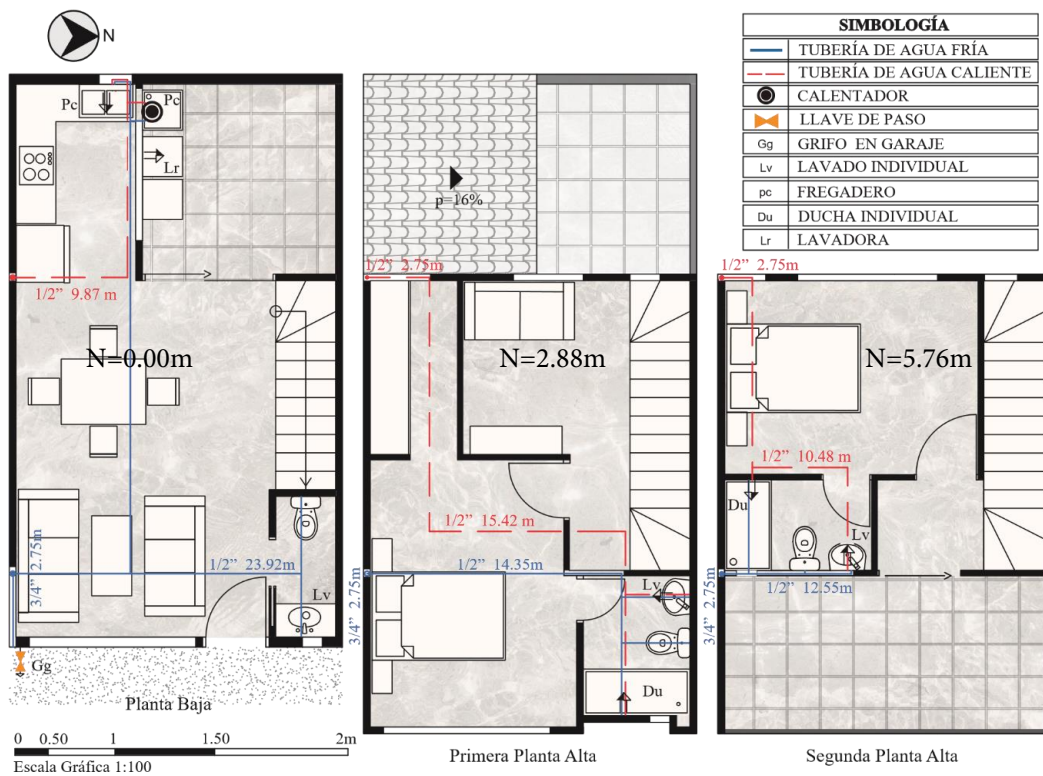 N
SIMBOLOGÍA
TUBERÍA DE AGUA FRÍA
TUBERÍA DE AGUA CALIENTE
CALENTADOR
LLAVE DE PASO
Gg GRIFO EN GARAJE
Lv LAVADO INDIVIDUAL
pc FREGADERO
Du DUCHA INDIVIDUAL
Lr LAVADORA
Pc
Pc
Lr
1/2” 9.87 m
N=0.00m
3/4” 2.75m
1/2” 23.92m
Lv
Gg
Planta Baja
0 0.50 1 1.50 2m
Escala Gráfica 1:100
p=16%
1/2” 2.75m
N=2.88m
1/2” 15.42 m
1/2” 14.35m
3/4” 2.75m
Lv
Du
Primera Planta Alta
1/2” 2.75m
N=5.76m
1/2” 10.48 m
Du
Lv
3/4” 2.75m
1/2” 12.55m
Segunda Planta Alta